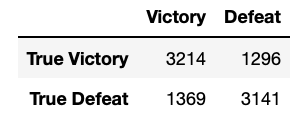 Victory Defeat
True Victory 3214 1296
True Defeat 1369 3141